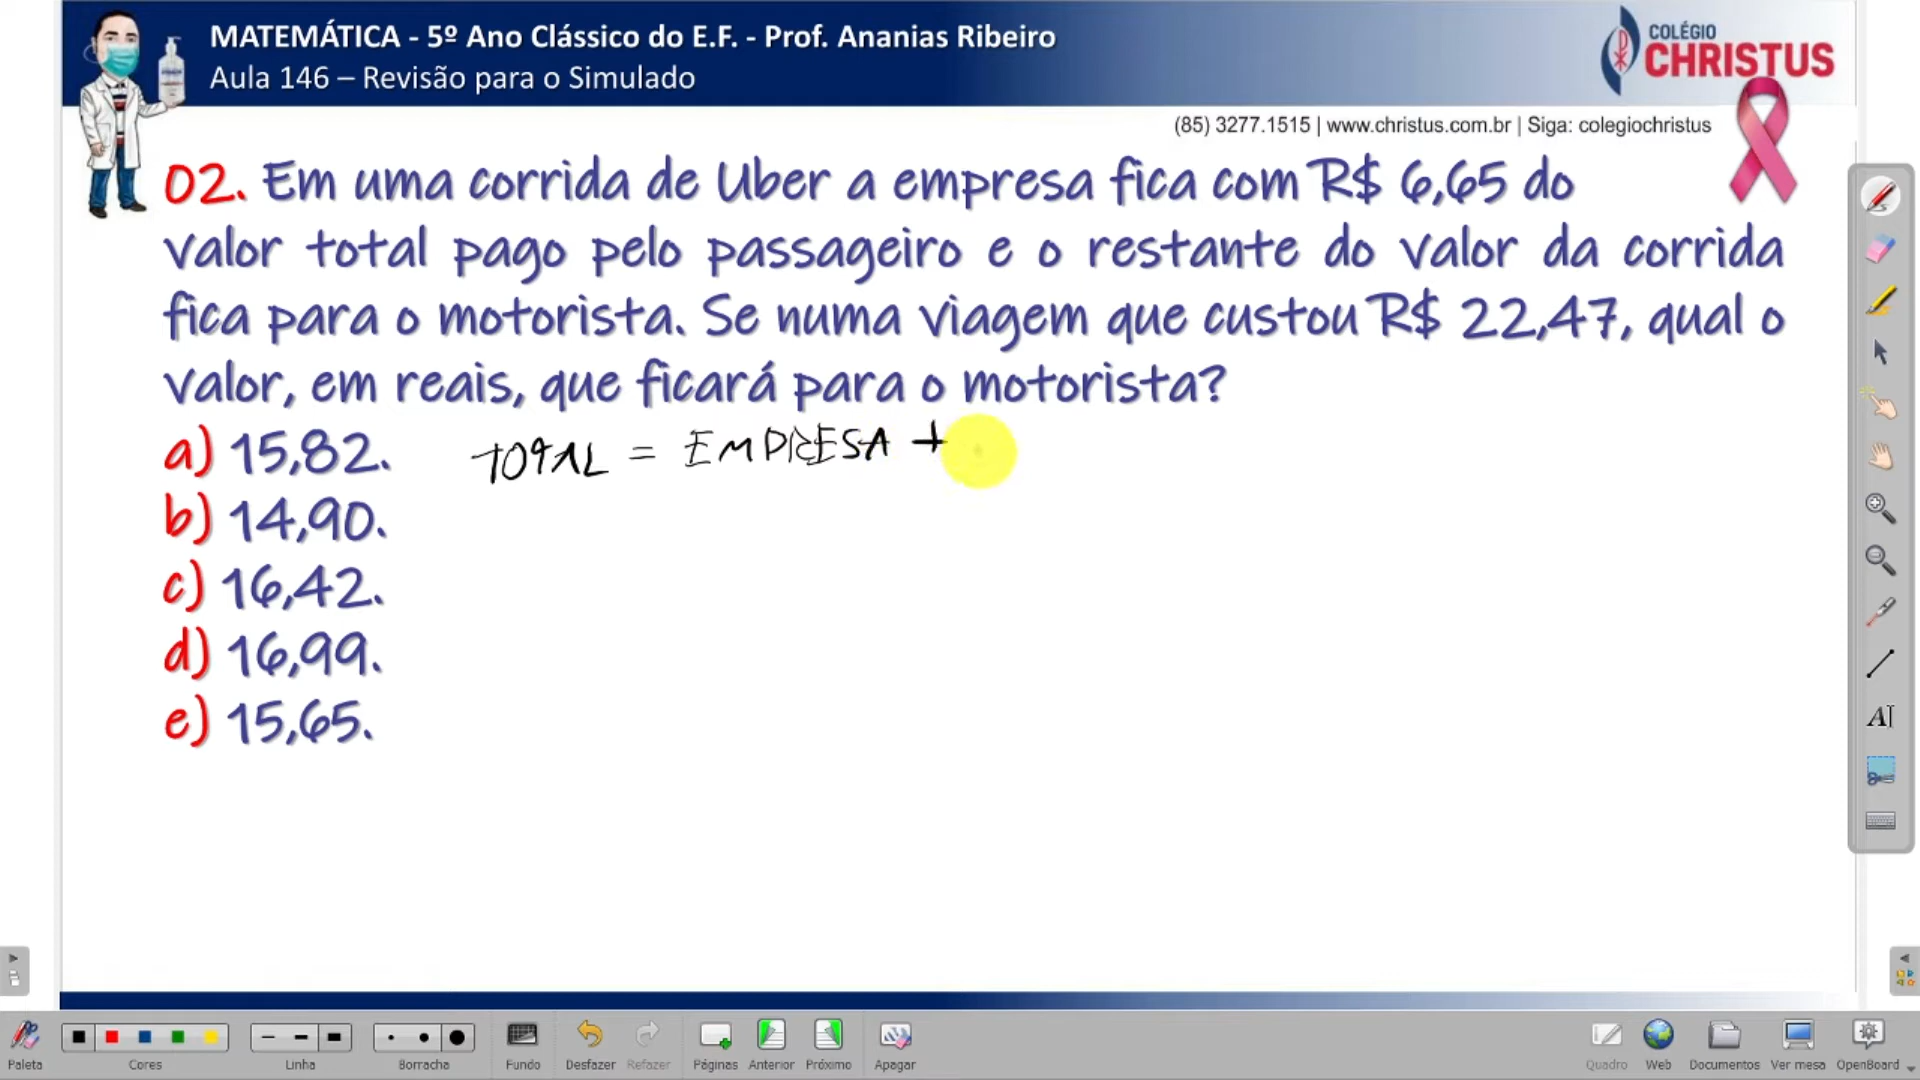 MATEMÁTICA - 5º Ano Clássico do E.F. - Prof. Ananias Ribeiro
Aula 146 – Revisão para o Simulado
COLÉGIO
CHRISTUS
(85) 3277.1515 | www.christus.com.br | Siga: colegiochristus
02. Em uma corrida de Uber a empresa fica com R$ 6,65 do
valor total pago pelo passageiro e o restante do valor da corrida
fica para o motorista. Se numa viagem que custou R$ 22,47, qual o
valor, em reais, que ficará para o motorista?
a) 15,82.
TOTAL = EMPRESA +
b) 14,90.
c) 16,42.
d) 16,99.
e) 15,65.
Paleta
Cores
Linha
Borracha
Fundo
Desfazer
Refazer
Páginas
Anterior
Próximo
Apagar
Quadro
Web
Documentos
Ver mesa
OpenBoard